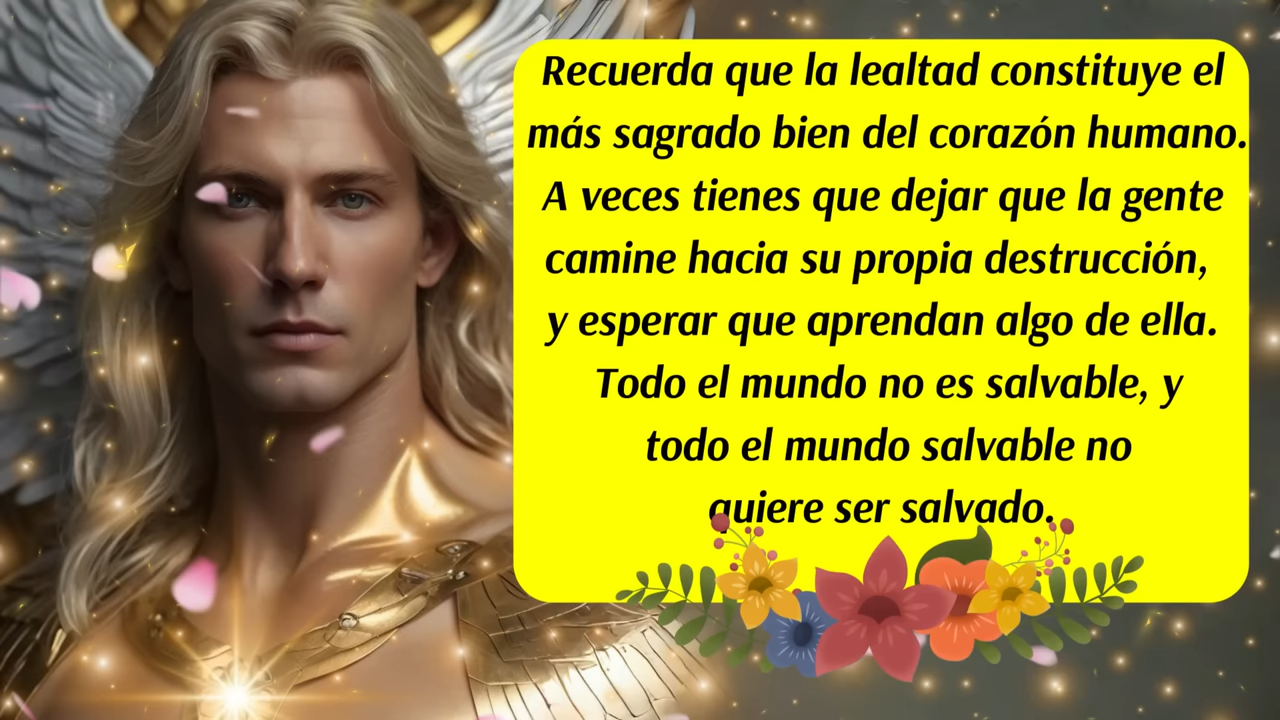 Recuerda que la lealtad constituye el
más sagrado bien del corazón humano.
A veces tienes que dejar que la gente
camine hacia su propia destrucción,
y esperar que aprendan algo de ella.
Todo el mundo no es salvable, y
todo el mundo salvable no
quiere ser salvado.